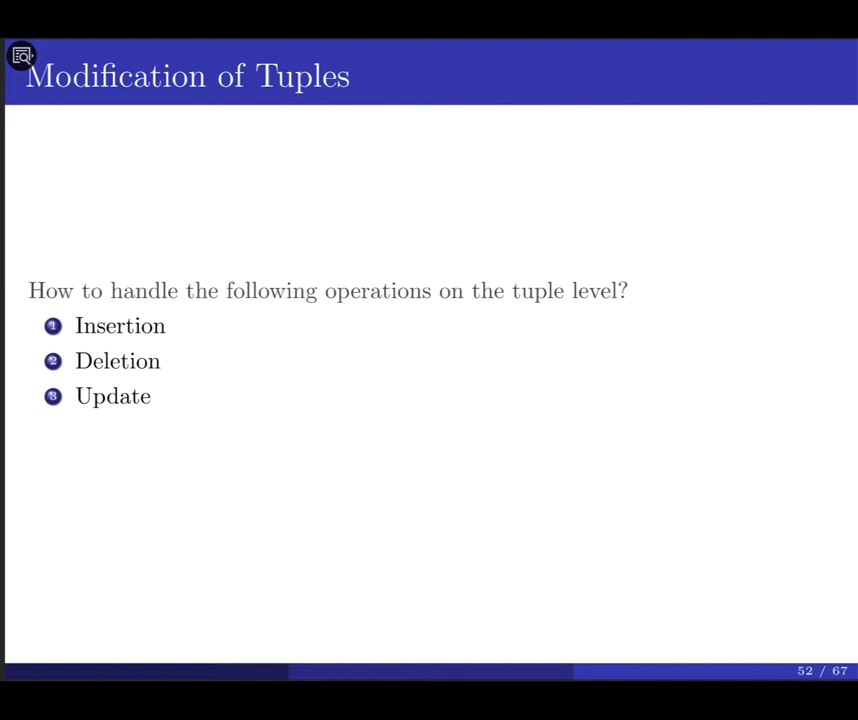 Modification of Tuples
How to handle the following operations on the tuple level?
1 Insertion
2 Deletion
3 Update
52 / 67